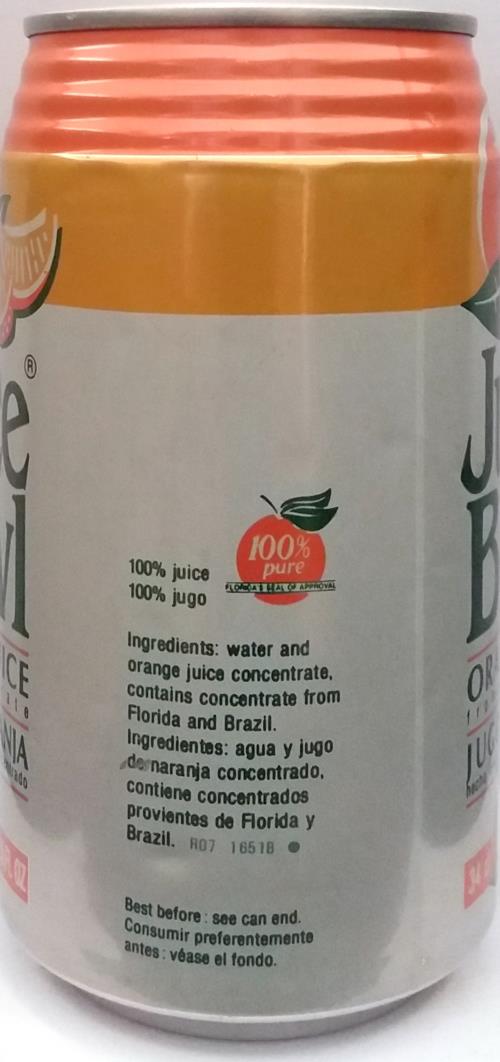 ®
100%
pure
FLORIDA'S SEAL OF APPROVAL
100% juice
100% jugo
Ingredients: water and
orange juice concentrate,
contains concentrate from
Florida and Brazil.
Ingredientes: agua y jugo
de naranja concentrado,
contiene concentrados
provientes de Florida y
Brazil. R07 1651B
Best before : see can end.
Consumir preferentemente
antes : véase el fondo.